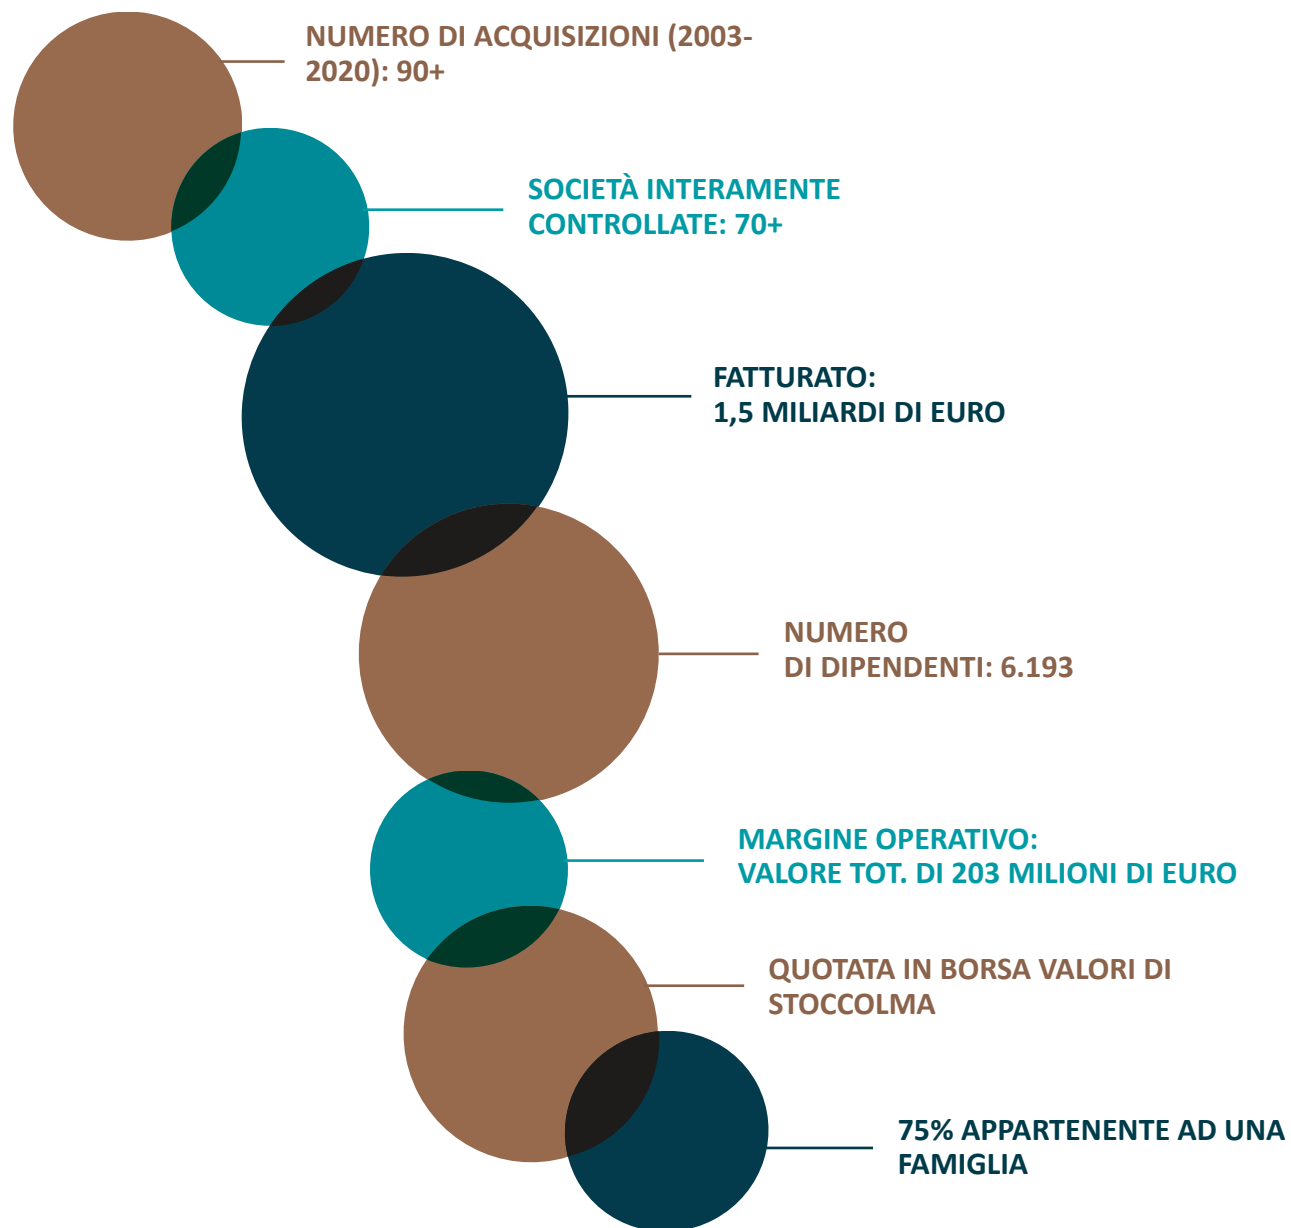 NUMERO DI ACQUISIZIONI (2003-
2020): 90+
SOCIETÀ INTERAMENTE
CONTROLLATE: 70+
FATTURATO:
1,5 MILIARDI DI EURO
NUMERO
DI DIPENDENTI: 6.193
MARGINE OPERATIVO:
VALORE TOT. DI 203 MILIONI DI EURO
QUOTATA IN BORSA VALORI DI
STOCCOLMA
75% APPARTENENTE AD UNA
FAMIGLIA